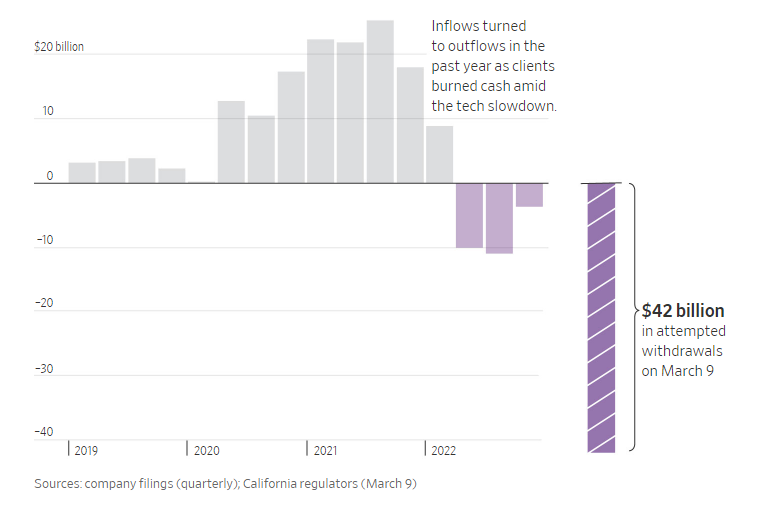 Inflows turned
to outflows in the
past year as clients
burned cash amid
the tech slowdown.
$20 billion
10
0
−10
−20
−30
−40
2019
2020
2021
2022
$42 billion
in attempted
withdrawals
on March 9
Sources: company filings (quarterly); California regulators (March 9)